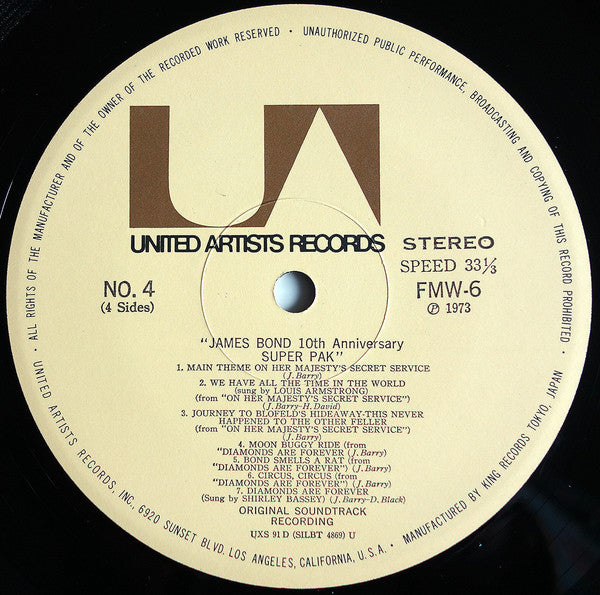 ALL RIGHTS OF THE MANUFACTURER AND OF THE OWNER OF THE RECORDED WORK RESERVED • UNAUTHORIZED PUBLIC PERFORMANCE, BROADCASTING AND COPYING OF THIS RECORD PROHIBITED •
UA
UNITED ARTISTS RECORDS
STEREO
SPEED 33⅓
NO. 4
(4 Sides)
FMW-6
Ⓟ 1973
"JAMES BOND 10th Anniversary
SUPER PAK"
1. MAIN THEME ON HER MAJESTY'S SECRET SERVICE
(J.Barry)
2. WE HAVE ALL THE TIME IN THE WORLD
(sung by LOUIS ARMSTRONG)
(from "ON HER MAJESTY'S SECRET SERVICE")
(J.Barry-H.David)
3. JOURNEY TO BLOFELD'S HIDEAWAY-THIS NEVER
HAPPENED TO THE OTHER FELLER
(from "ON HER MAJESTY'S SECRET SERVICE")
(J.Barry)
4. MOON BUGGY RIDE (from
"DIAMONDS ARE FOREVER" (J.Barry)
5. BOND SMELLS A RAT (from
"DIAMONDS ARE FOREVER") (J.Barry)
6. CIRCUS, CIRCUS (from
"DIAMONDS ARE FOREVER") (J.Barry)
7. DIAMONDS ARE FOREVER
(Sung by SHIRLEY BASSEY) (J.Barry-D.Black)
ORIGINAL SOUNDTRACK
RECORDING
UXS 91 D (SILBT 4869) U
UNITED ARTISTS RECORDS, INC., 6920 SUNSET BLVD. LOS ANGELES, CALIFORNIA, U.S.A. • MANUFACTURED BY KING RECORDS TOKYO, JAPAN